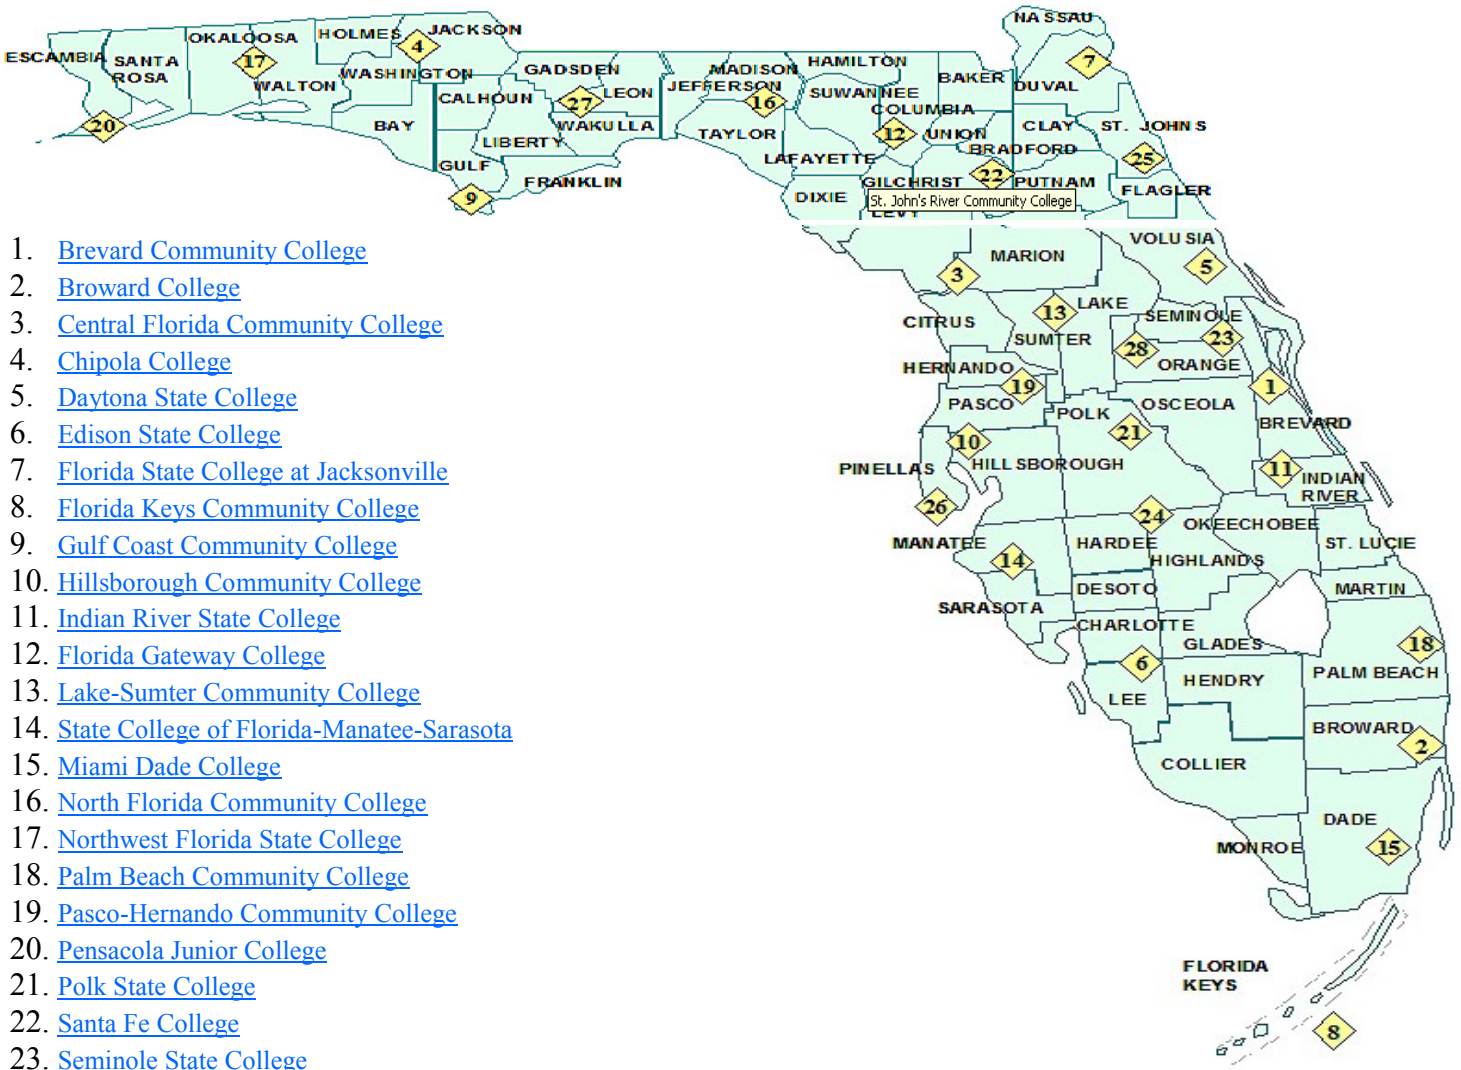 NASSAU
JACKSON
HOLMES
OKALOOSA
4
ESCAMBIA
SANTA
ROSA
17
WASHINGTON
WALTON
GADSDEN
MADISON
HAMILTON
7
BAKER
DUVAL
JEFFERSON
LEON
SUWANNEE
CALHOUN
27
16
COLUMBIA
20
BAY
WAKULLA
TAYLOR
12
UNION
CLAY
ST. JOHNS
LIBERTY
BRADFORD
GULF
LAFAYETTE
25
22
FRANKLIN
GILCHRIST
PUTNAM
FLAGLER
9
DIXIE
St. John's River Community College
LEVY
1. Brevard Community College
2. Broward College
3. Central Florida Community College
4. Chipola College
5. Daytona State College
6. Edison State College
7. Florida State College at Jacksonville
8. Florida Keys Community College
9. Gulf Coast Community College
10. Hillsborough Community College
11. Indian River State College
12. Florida Gateway College
13. Lake-Sumter Community College
14. State College of Florida-Manatee-Sarasota
15. Miami Dade College
16. North Florida Community College
17. Northwest Florida State College
18. Palm Beach Community College
19. Pasco-Hernando Community College
20. Pensacola Junior College
21. Polk State College
22. Santa Fe College
23. Seminole State College
VOLUSIA
MARION
5
3
LAKE
13
SEMINOLE
CITRUS
SUMTER
23
28
ORANGE
HERNANDO
19
1
PASCO
POLK
OSCEOLA
BREVARD
21
10
PINELLAS
HILLSBOROUGH
11
INDIAN
RIVER
26
24
OKEECHOBEE
MANATEE
HARDEE
ST. LUCIE
14
HIGHLANDS
DESOTO
MARTIN
SARASOTA
CHARLOTTE
GLADES
18
6
HENDRY
PALM BEACH
LEE
BROWARD
2
COLLIER
DADE
MONROE
15
FLORIDA
KEYS
8